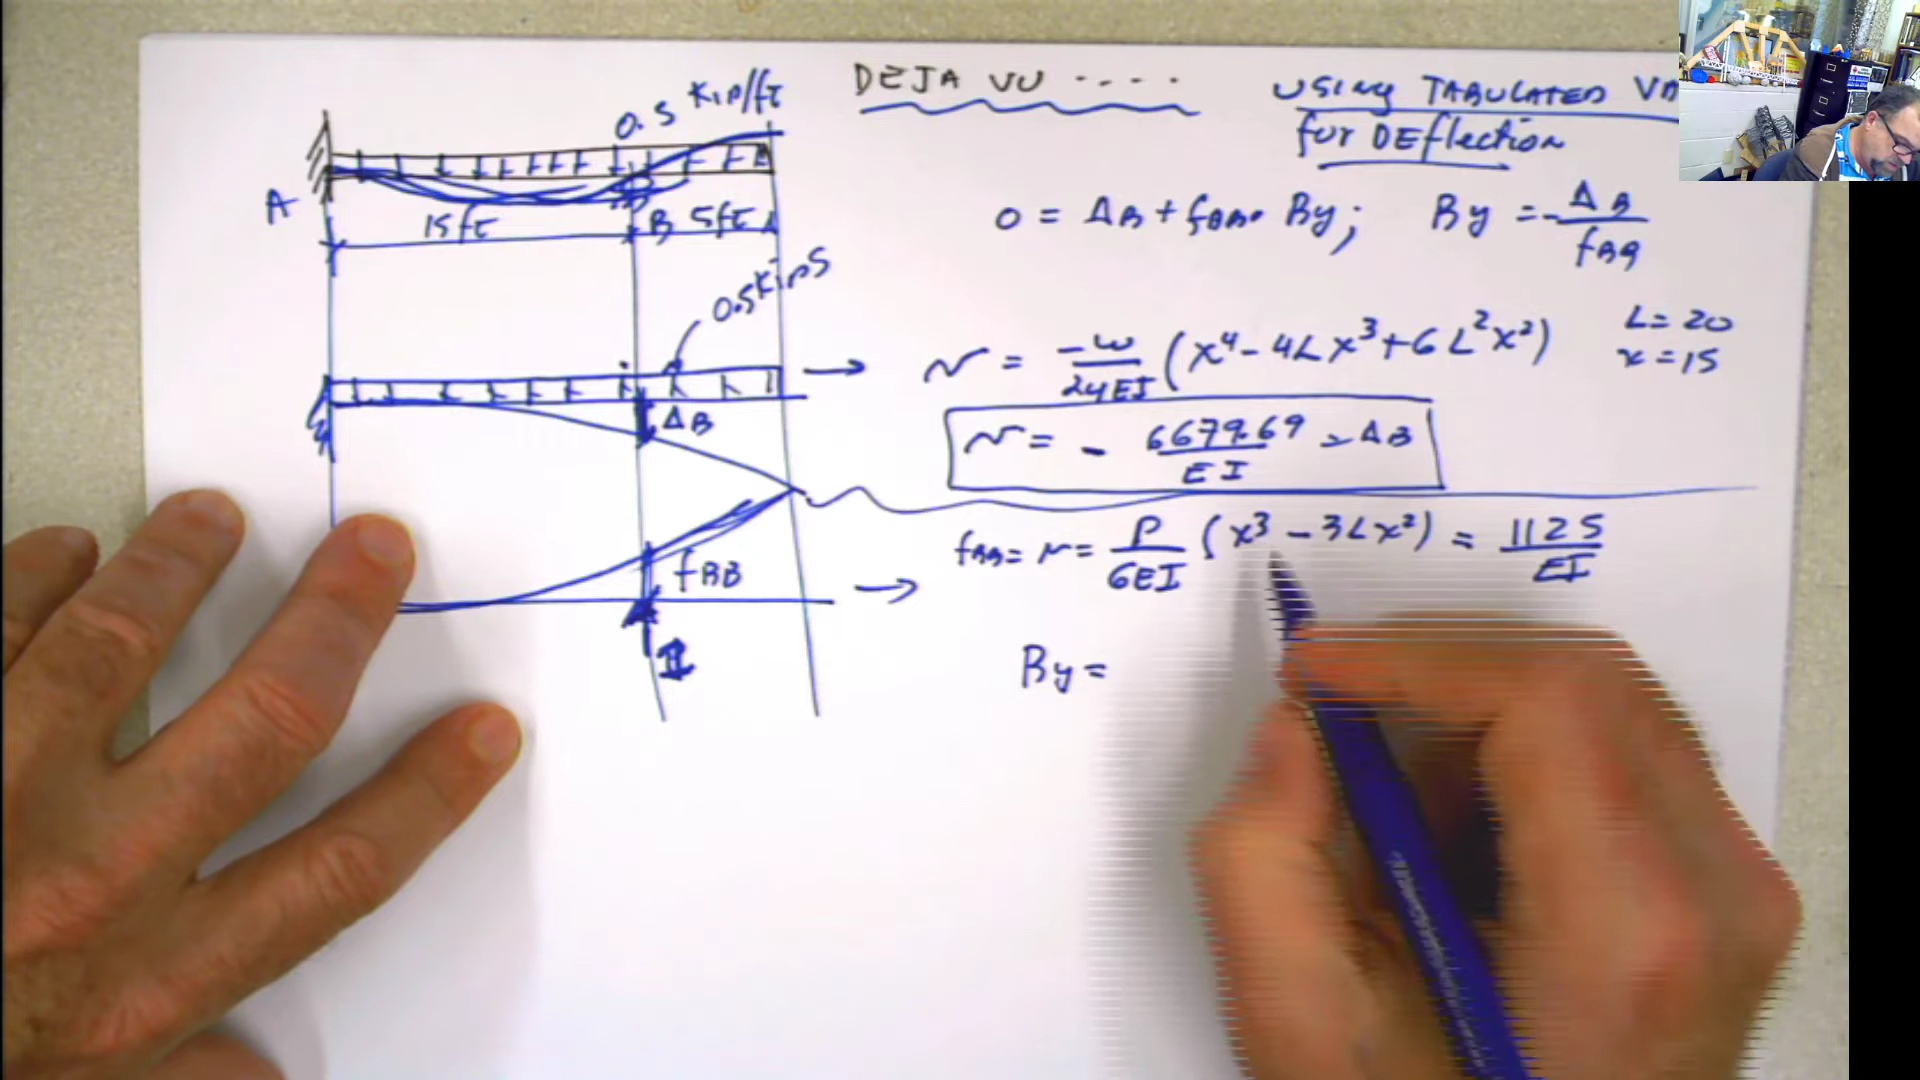 DEJA VU ....
USING TABULATED VA
for DEflection
0.5 Kip/ft
A
15ft
B
5ft
0 = ΔB + fBB · By; By = - ΔB / fBB
0.5 Kips
ΔB
v = -w / 24EI (x⁴ - 4Lx³ + 6L²x²)
L = 20
x = 15
v = - 6679.69 / EI = ΔB
fBB = v = P / 6EI (x³ - 3Lx²) = 1125 / EI
fBB
1
By =